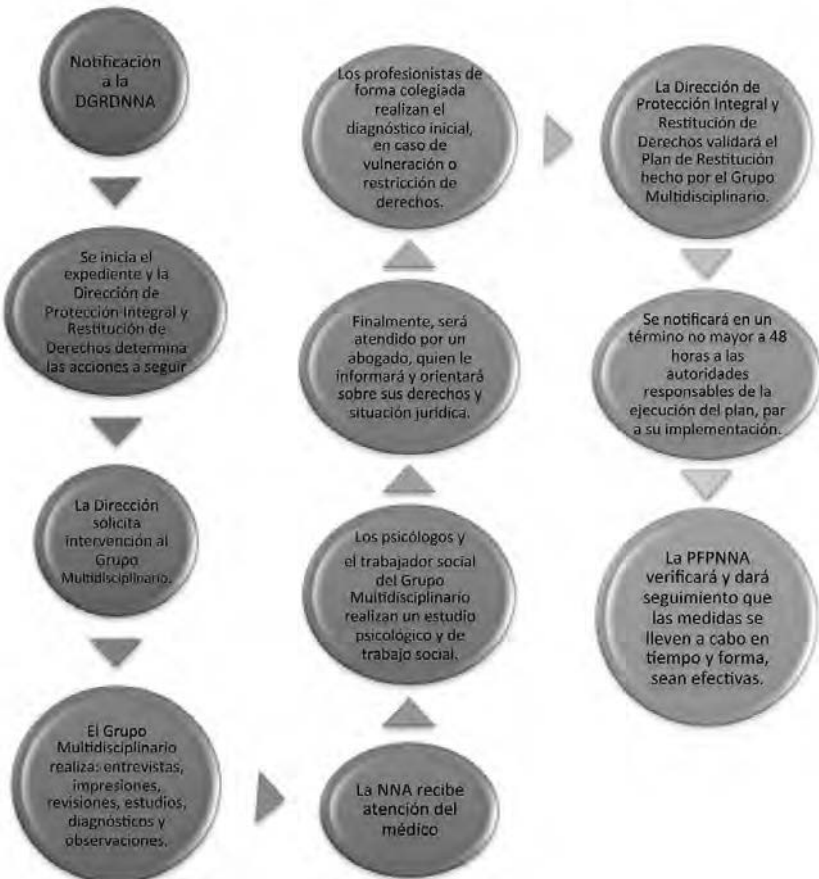 Notificación
a la
DGRDNNA
Se inicia el
expediente y la
Dirección de
Protección Integral y
Restitución de
Derechos determina
las acciones a seguir
La Dirección
solicita
intervención al
Grupo
Multidisciplinario.
El Grupo
Multidisciplinario
realiza: entrevistas,
impresiones,
revisiones, estudios,
diagnósticos y
observaciones.
La NNA recibe
atención del
médico
Los psicólogos y
el trabajador social
del Grupo
Multidisciplinario
realizan un estudio
psicológico y de
trabajo social.
Finalmente, será
atendido por un
abogado, quien le
informará y orientará
sobre sus derechos y
situación jurídica.
Los profesionistas de
forma colegiada
realizan el
diagnóstico inicial,
en caso de
vulneración o
restricción de
derechos.
La Dirección de
Protección Integral y
Restitución de
Derechos validará el
Plan de Restitución
hecho por el Grupo
Multidisciplinario.
Se notificará en un
término no mayor a 48
horas a las
autoridades
responsables de la
ejecución del plan, par
a su implementación.
La PFPNNA
verificará y dará
seguimiento que
las medidas se
lleven a cabo en
tiempo y forma,
sean efectivas.